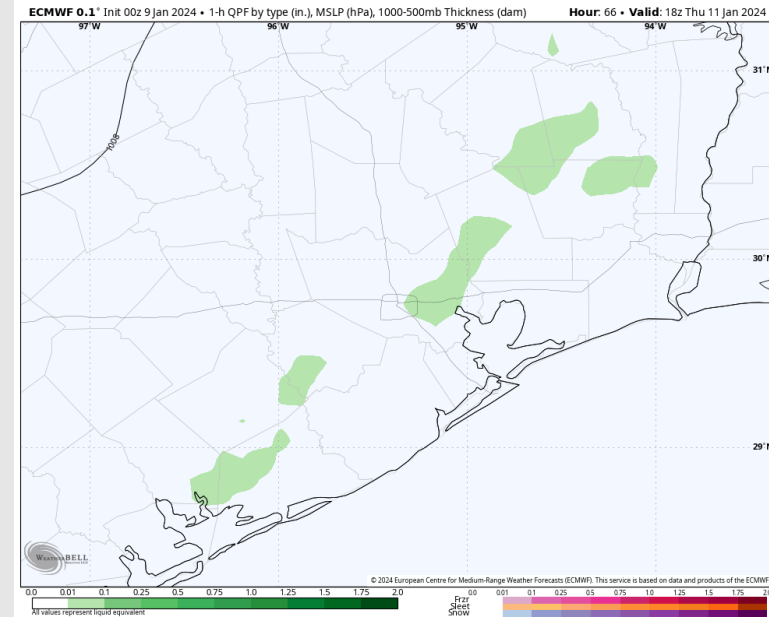 ECMWF 0.1° Init 00z 9 Jan 2024 • 1-h QPF by type (in.), MSLP (hPa), 1000-500mb Thickness (dam) Hour: 66 • Valid: 18z Thu 11 Jan 2024
97°W 96°W 95°W 94°W
31°N
1008
30°N
29°N
WeatherBELL
© 2024 European Centre for Medium-Range Weather Forecasts (ECMWF). This service is based on data and products of the ECMWF
0.0 0.01 0.1 0.25 0.5 0.75 1.0 1.25 1.5 1.75 2.0 0.0 0.01 0.1 0.25 0.5 0.75 1.0 1.25 1.5 1.75 2.0
All values represent liquid equivalent
Frzr
Sleet
Snow